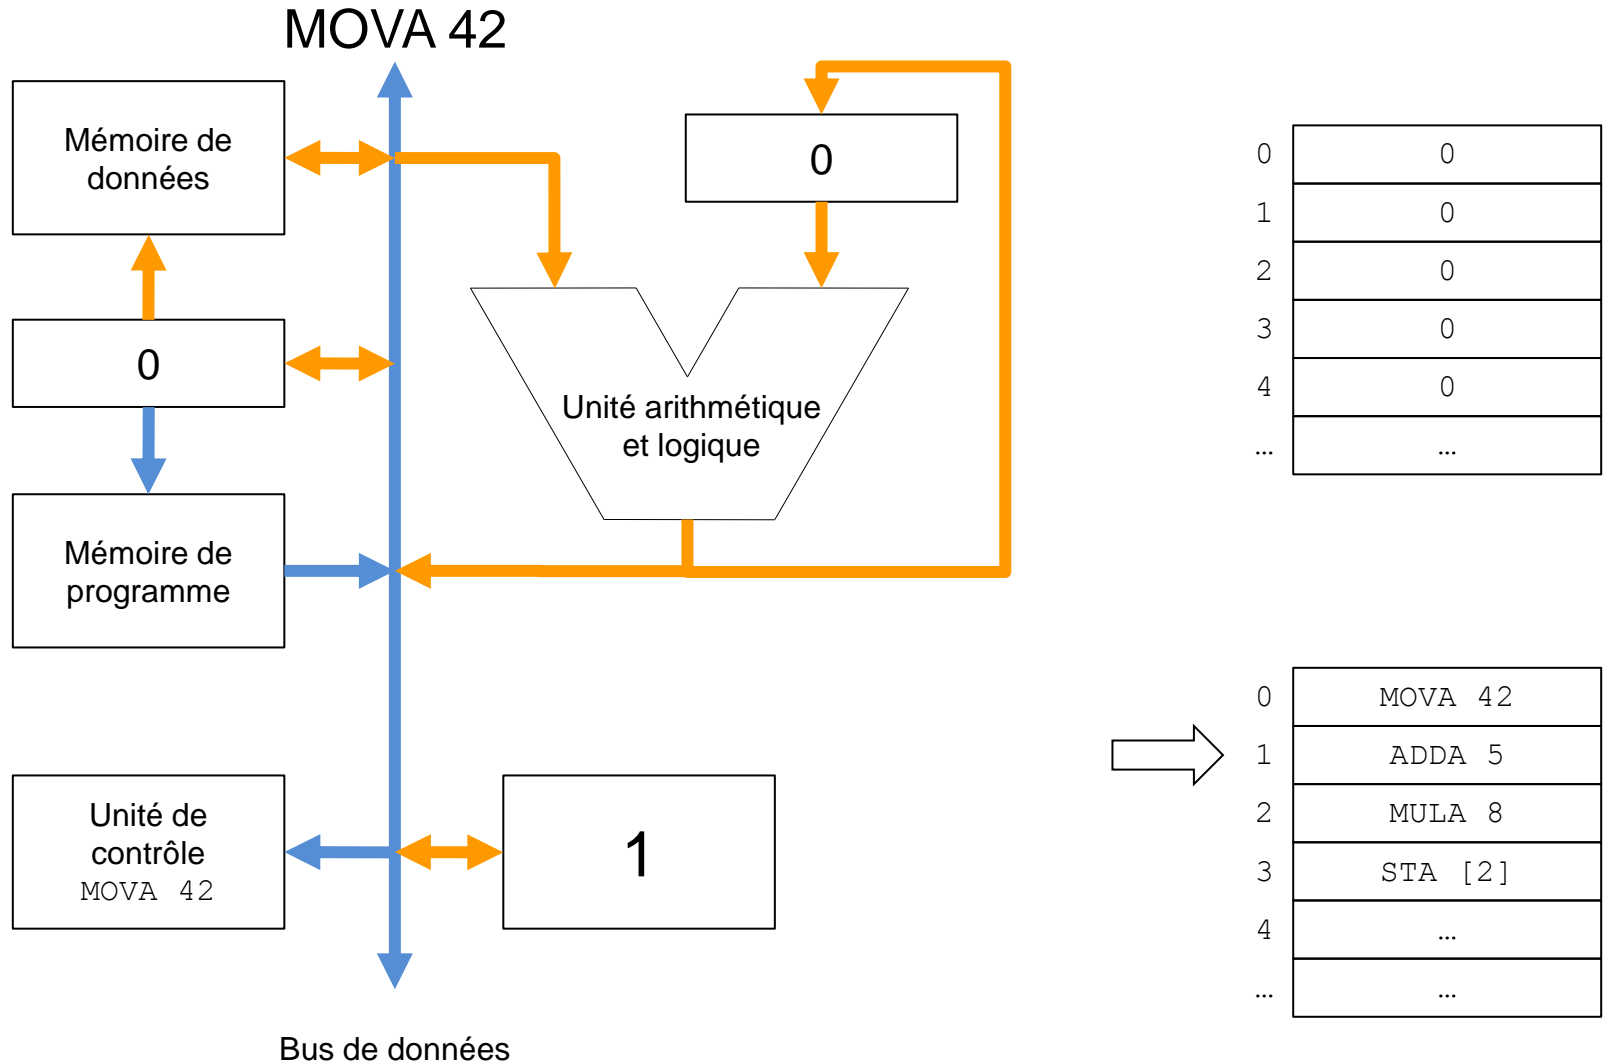 MOVA 42
Mémoire de
données
0
0
Mémoire de
programme
Unité arithmétique
et logique
Unité de
contrôle
MOVA 42
1
Bus de données
0 0
1 0
2 0
3 0
4 0
... ...
0 MOVA 42
1 ADDA 5
2 MULA 8
3 STA [2]
4 ...
... ...